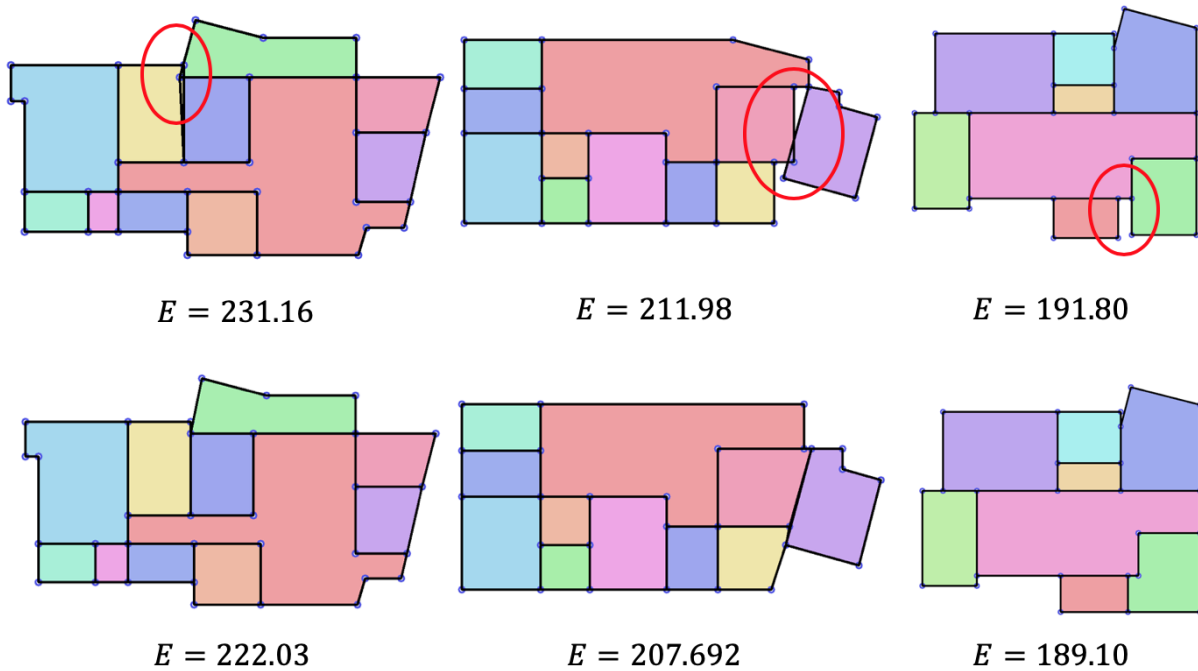 E = 231.16
E = 211.98
E = 191.80
E = 222.03
E = 207.692
E = 189.10